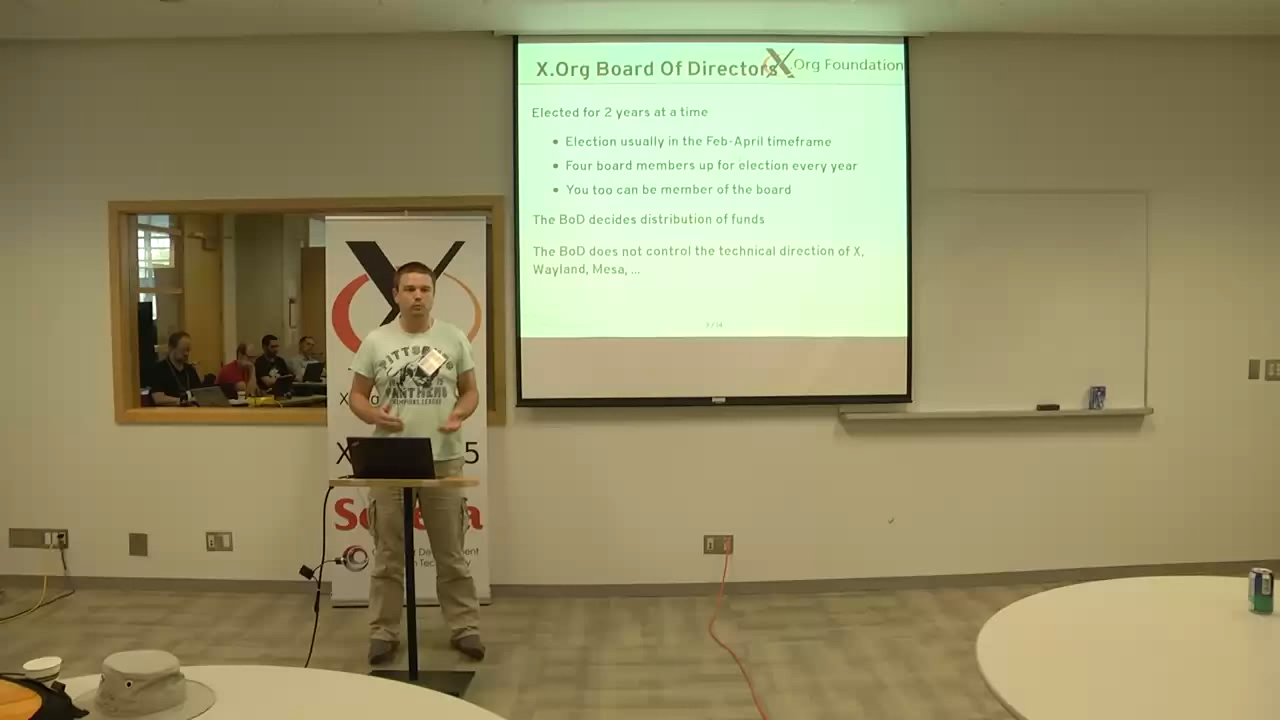 X.Org Board Of Directors
X.Org Foundation
Elected for 2 years at a time
• Election usually in the Feb-April timeframe
• Four board members up for election every year
• You too can be member of the board
The BoD decides distribution of funds
The BoD does not control the technical direction of X,
Wayland, Mesa, ...
X
PANTHERS
5